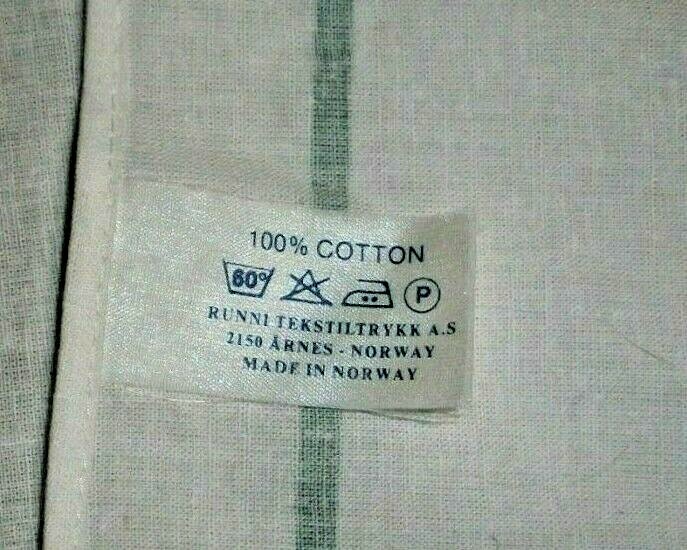 100% COTTON
60° P
RUNNI TEKSTILTRYKK A.S
2150 ÅRNES - NORWAY
MADE IN NORWAY